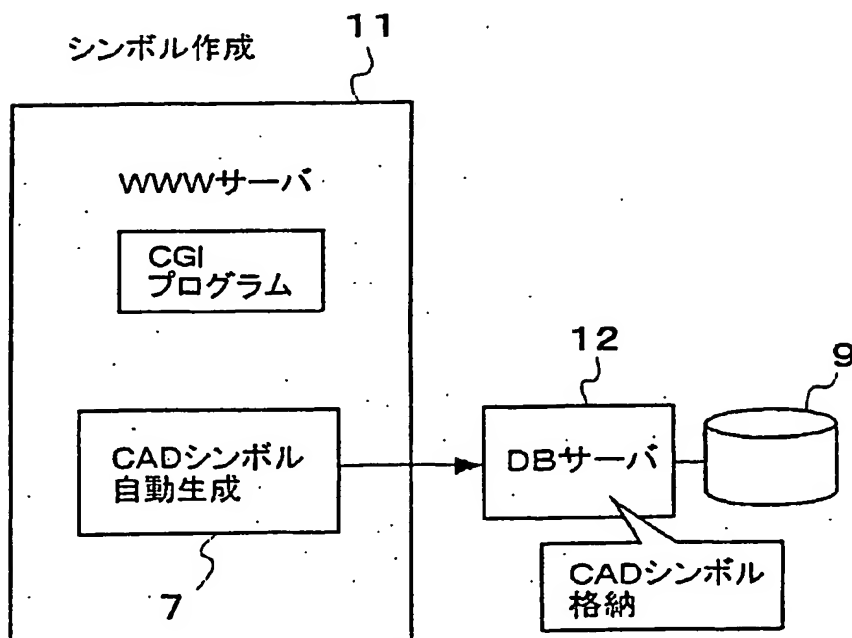 シンボル作成
11
WWWサーバ
CGI
プログラム
12
9
CADシンボル
自動生成
DBサーバ
7
CADシンボル
格納